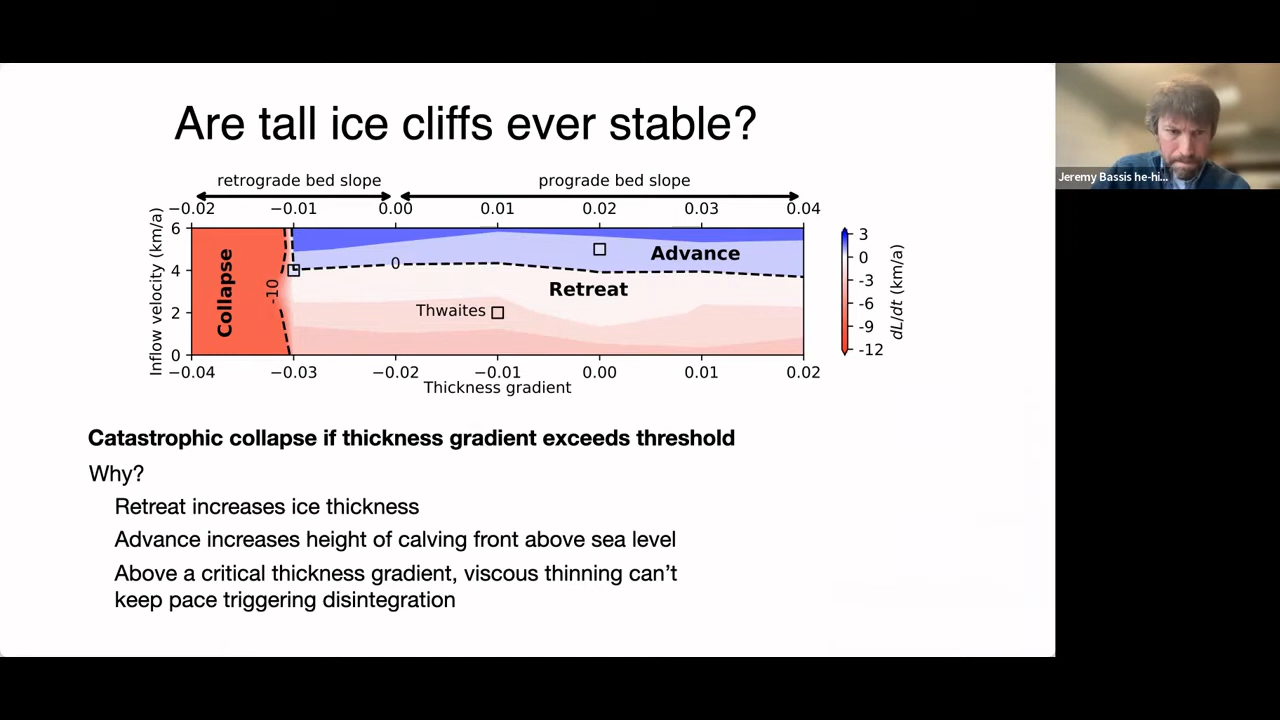 Are tall ice cliffs ever stable?
retrograde bed slope
prograde bed slope
−0.02 −0.01 0.00 0.01 0.02 0.03 0.04
Inflow velocity (km/a)
6
4
2
0
Collapse
-10
0
Advance
Retreat
Thwaites
−0.04 −0.03 −0.02 −0.01 0.00 0.01 0.02
Thickness gradient
3
0
-3
-6
-9
-12
dL/dt (km/a)
Catastrophic collapse if thickness gradient exceeds threshold
Why?
Retreat increases ice thickness
Advance increases height of calving front above sea level
Above a critical thickness gradient, viscous thinning can't
keep pace triggering disintegration
Jeremy Bassis he-hi...